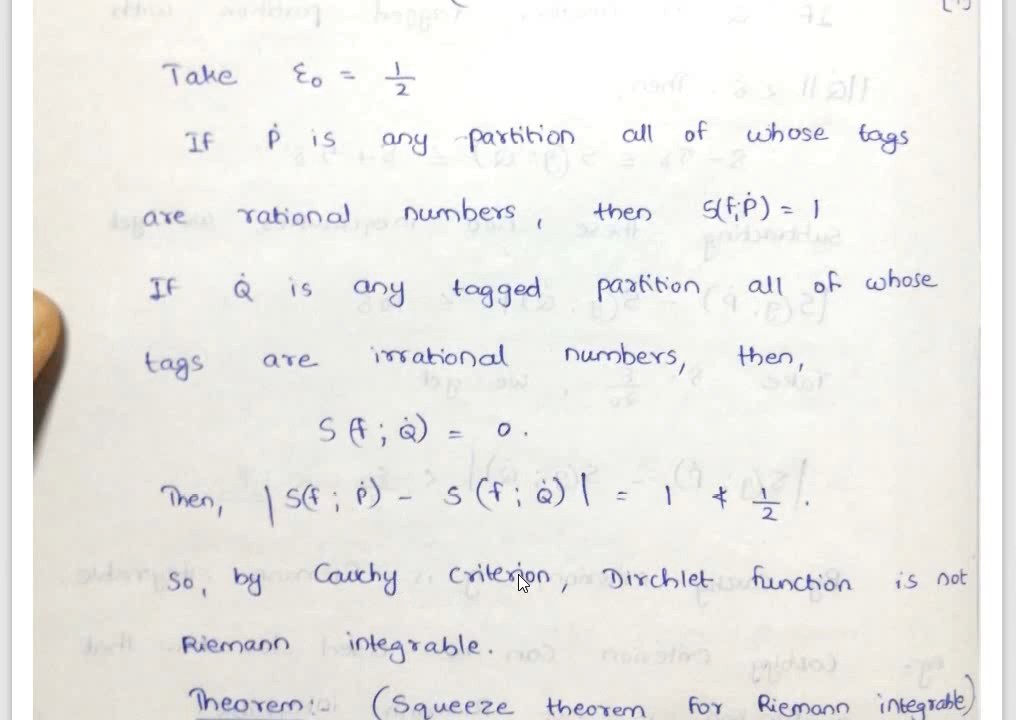 Take ε₀ = 1/2
If Ṗ is any partition all of whose tags
are rational numbers, then S(f;Ṗ) = 1
If Q̇ is any tagged partition all of whose
tags are irrational numbers, then,
S(f; Q̇) = 0.
Then, |S(f; Ṗ) - S(f; Q̇)| = 1 ≮ 1/2.
So, by Cauchy Criterion, Dirchlet function is not
Riemann integrable.
Theorem: (Squeeze theorem for Riemann integrable)